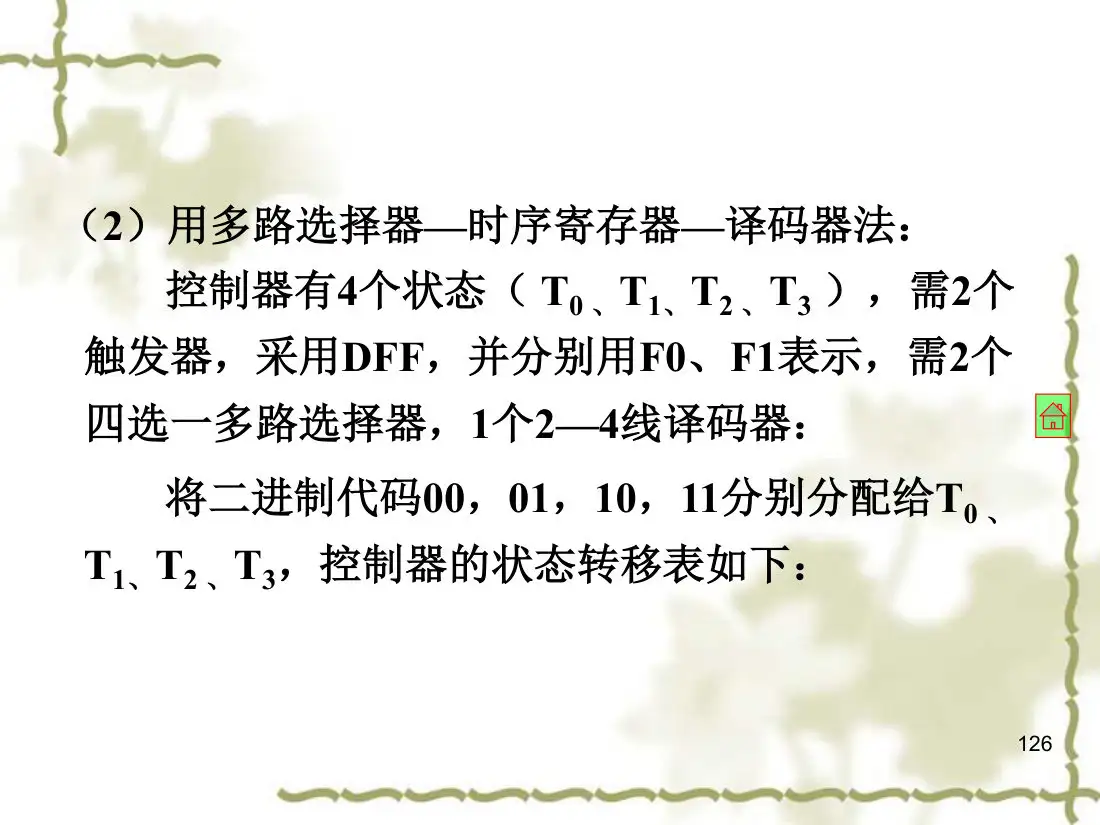 （2）用多路选择器—时序寄存器—译码器法：
控制器有4个状态（ T₀ 、T₁、T₂ 、T₃ ），需2个
触发器，采用DFF，并分别用F0、F1表示，需2个
四选一多路选择器，1个2—4线译码器：
将二进制代码00，01，10，11分别分配给T₀ 、
T₁、T₂ 、T₃，控制器的状态转移表如下：
126